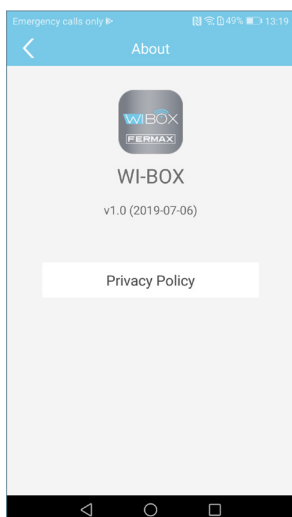 Emergency calls only 49% 13:19
About
WIBOX
FERMAX
WI-BOX
v1.0 (2019-07-06)
Privacy Policy